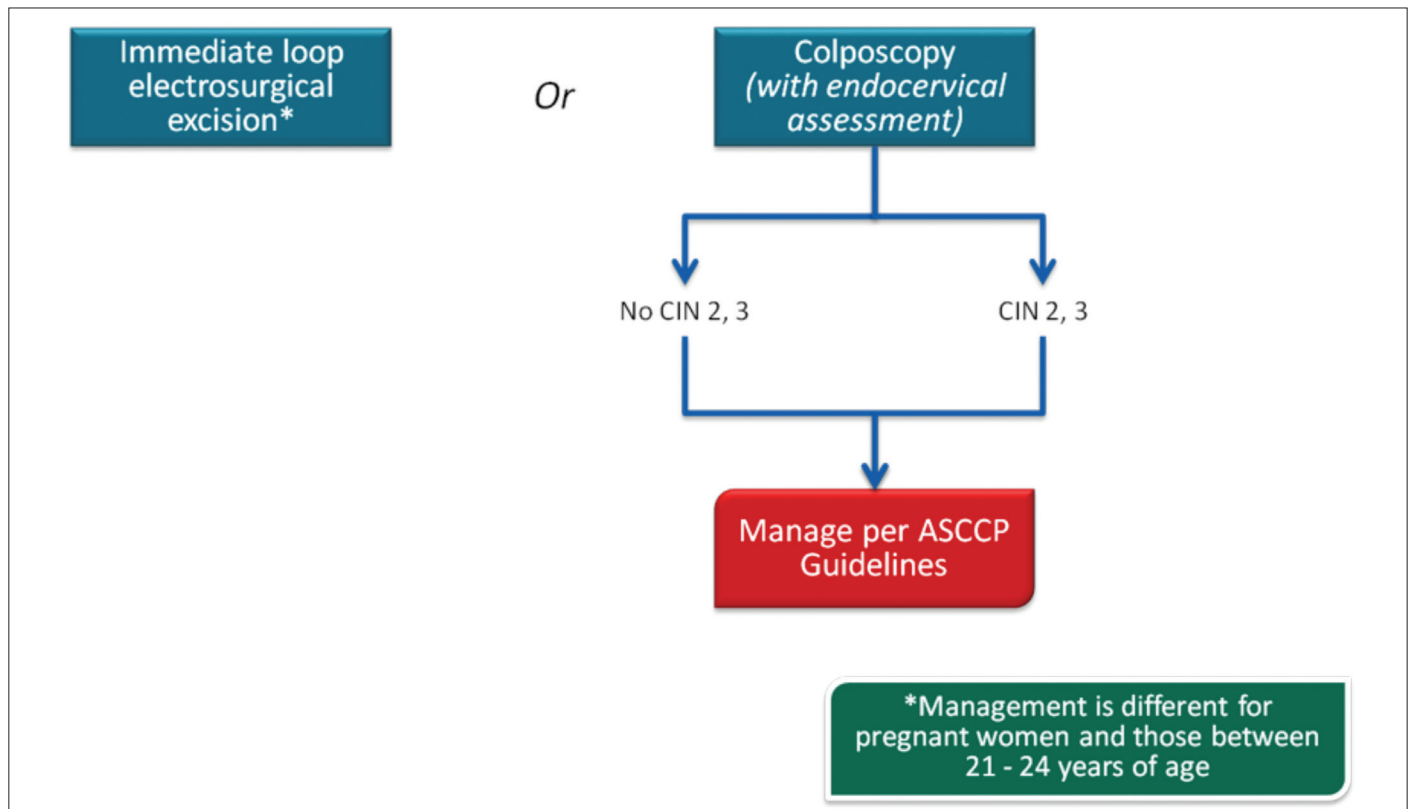 Immediate loop
electrosurgical
excision*
Or
Colposcopy
(with endocervical
assessment)
No CIN 2, 3
CIN 2, 3
Manage per ASCCP
Guidelines
*Management is different for
pregnant women and those between
21 - 24 years of age